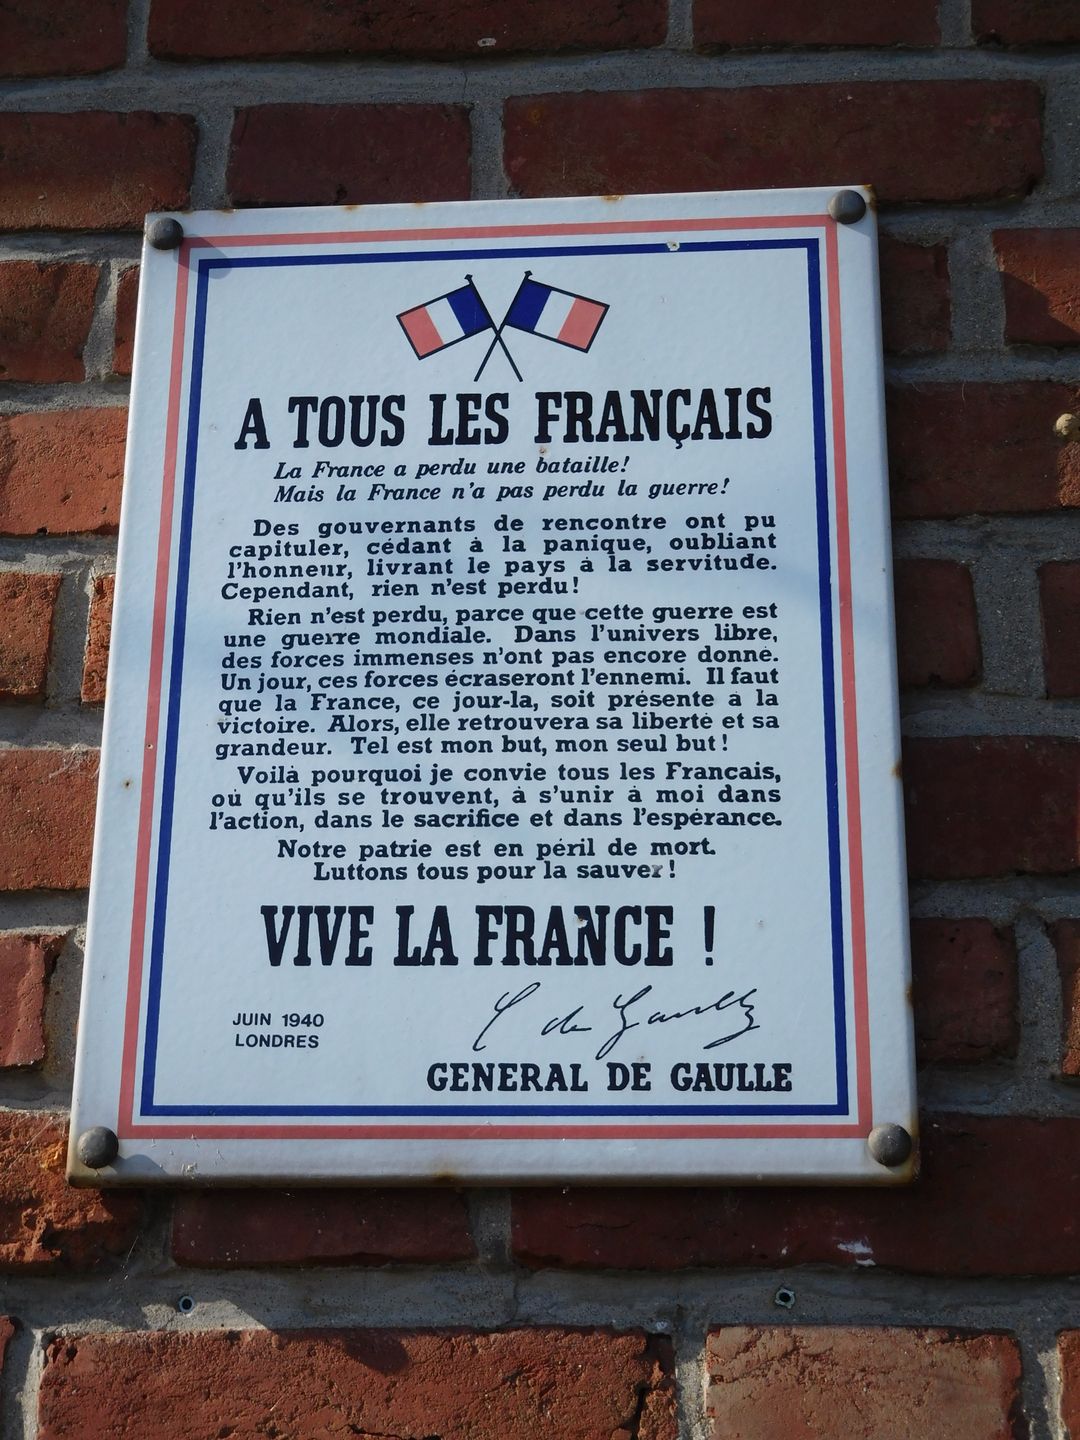 A TOUS LES FRANÇAIS
La France a perdu une bataille!
Mais la France n'a pas perdu la guerre!
Des gouvernants de rencontre ont pu
capituler, cédant à la panique, oubliant
l'honneur, livrant le pays à la servitude.
Cependant, rien n'est perdu!
Rien n'est perdu, parce que cette guerre est
une guerre mondiale. Dans l'univers libre,
des forces immenses n'ont pas encore donné.
Un jour, ces forces écraseront l'ennemi. Il faut
que la France, ce jour-la, soit présente à la
victoire. Alors, elle retrouvera sa liberté et sa
grandeur. Tel est mon but, mon seul but!
Voilà pourquoi je convie tous les Francais,
où qu'ils se trouvent, à s'unir à moi dans
l'action, dans le sacrifice et dans l'espérance.
Notre patrie est en péril de mort.
Luttons tous pour la sauver!
VIVE LA FRANCE !
JUIN 1940
LONDRES
C de Gaulle
GENERAL DE GAULLE